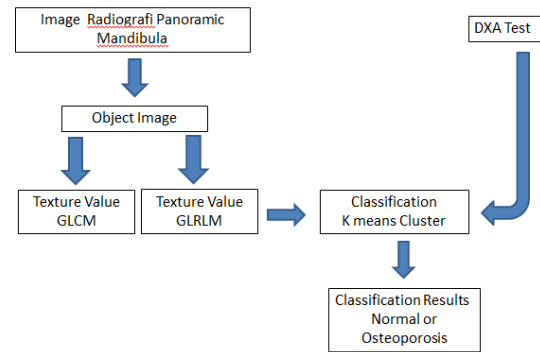 Image Radiografi Panoramic
Mandibula
DXA Test
Object Image
Texture Value
GLCM
Texture Value
GLRLM
Classification
K means Cluster
Classification Results
Normal or
Osteoporosis